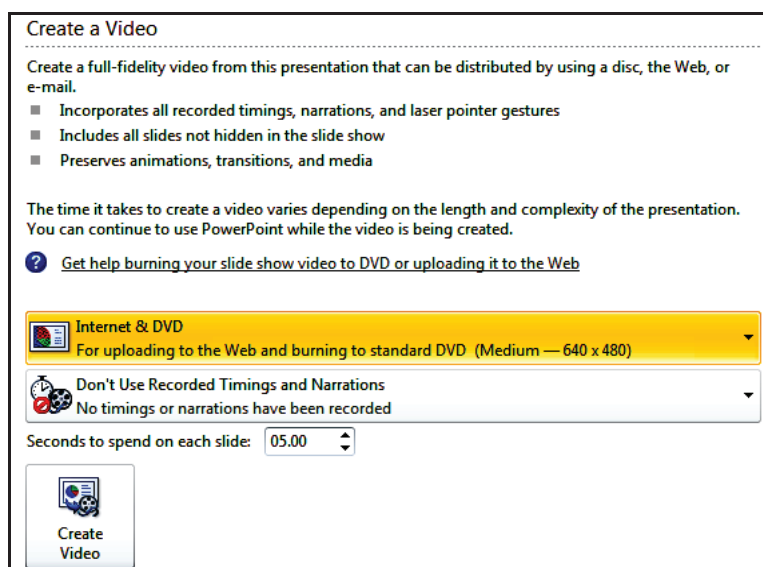 Create a Video
Create a full-fidelity video from this presentation that can be distributed by using a disc, the Web, or
e-mail.
Incorporates all recorded timings, narrations, and laser pointer gestures
Includes all slides not hidden in the slide show
Preserves animations, transitions, and media
The time it takes to create a video varies depending on the length and complexity of the presentation.
You can continue to use PowerPoint while the video is being created.
? Get help burning your slide show video to DVD or uploading it to the Web
Internet & DVD
For uploading to the Web and burning to standard DVD (Medium — 640 x 480)
Don't Use Recorded Timings and Narrations
No timings or narrations have been recorded
Seconds to spend on each slide: 05.00
Create
Video